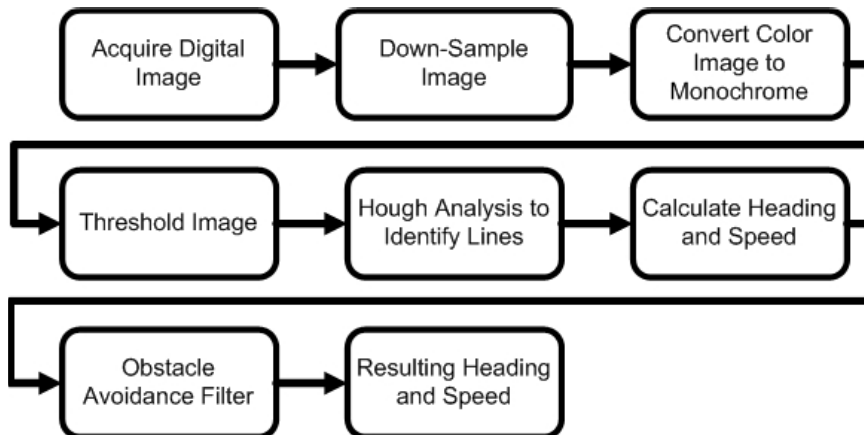 Acquire Digital
Image
Down-Sample
Image
Convert Color
Image to
Monochrome
Threshold Image
Hough Analysis to
Identify Lines
Calculate Heading
and Speed
Obstacle
Avoidance Filter
Resulting Heading
and Speed